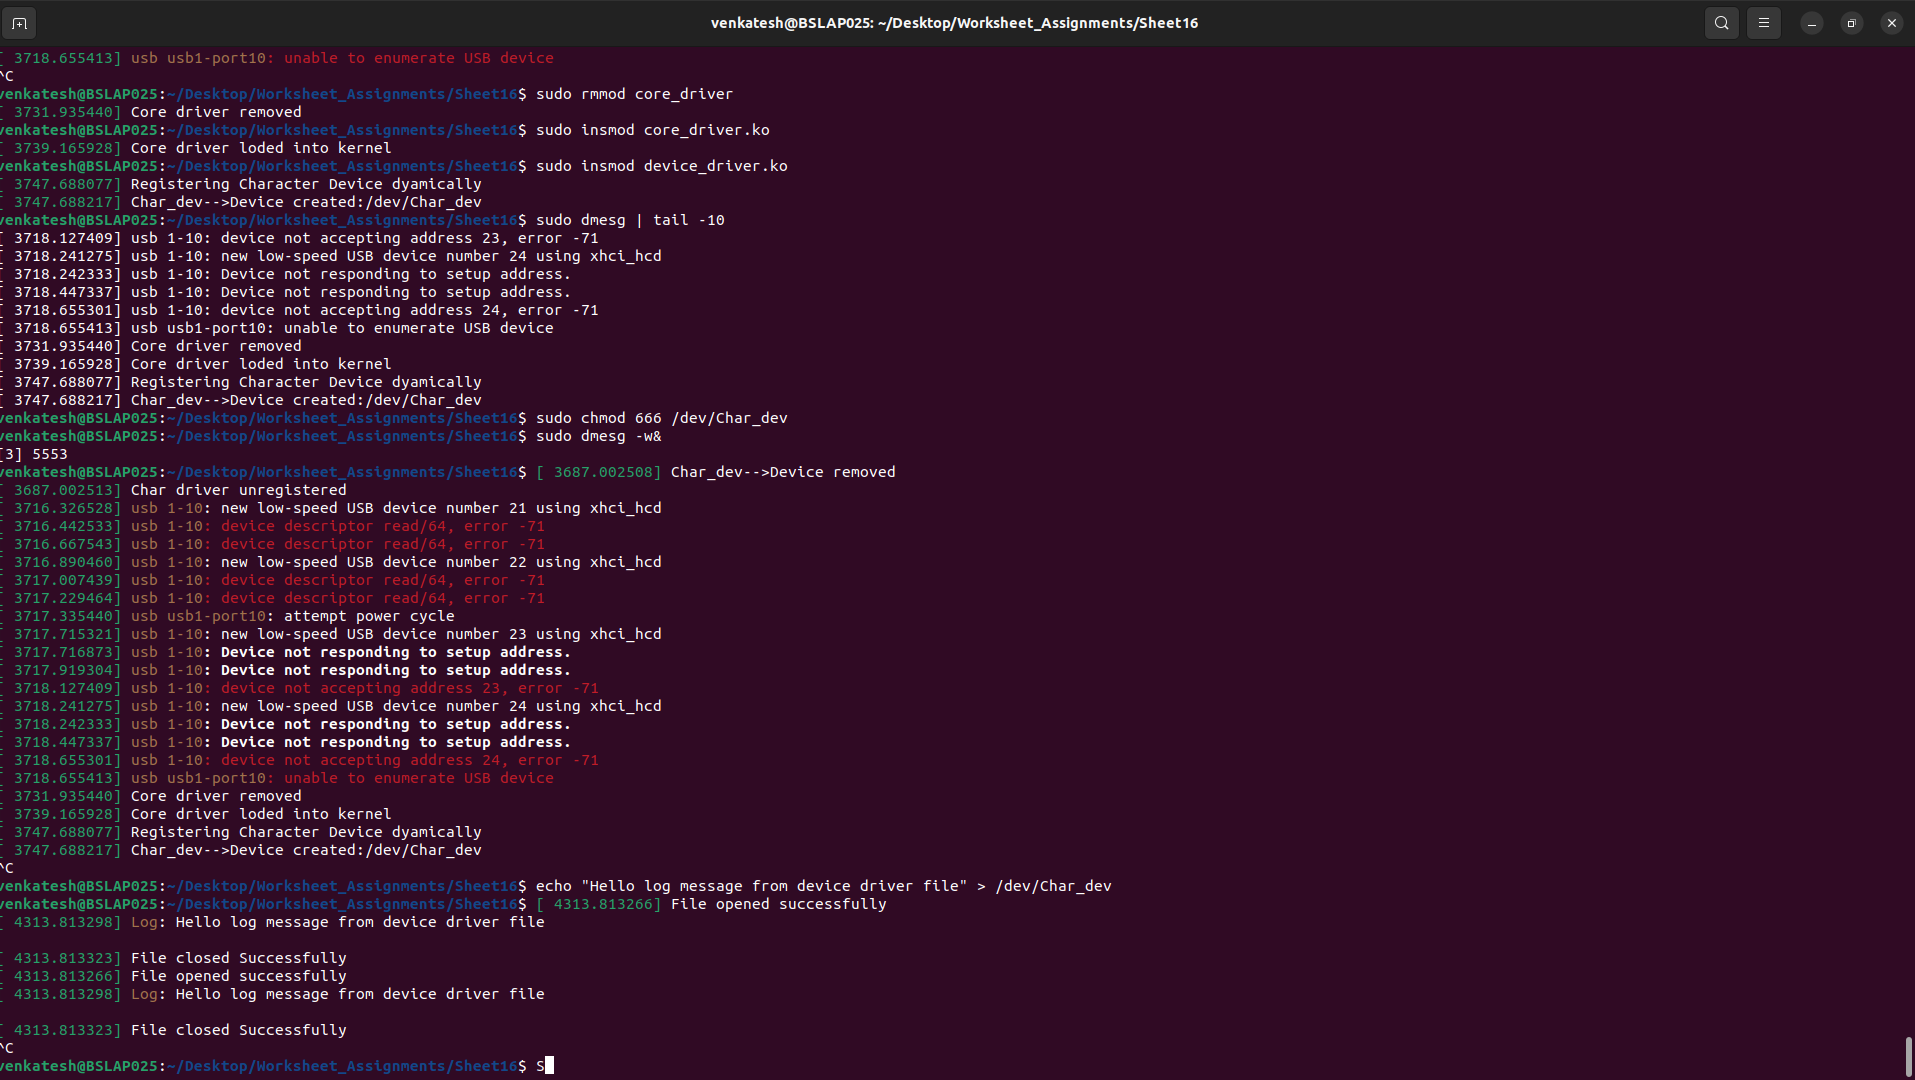 venkatesh@BSLAP025: ~/Desktop/Worksheet_Assignments/Sheet16
[ 3718.655413] usb usb1-port10: unable to enumerate USB device
^C
venkatesh@BSLAP025:~/Desktop/Worksheet_Assignments/Sheet16$ sudo rmmod core_driver
[ 3731.935440] Core driver removed
venkatesh@BSLAP025:~/Desktop/Worksheet_Assignments/Sheet16$ sudo insmod core_driver.ko
[ 3739.165928] Core driver loded into kernel
venkatesh@BSLAP025:~/Desktop/Worksheet_Assignments/Sheet16$ sudo insmod device_driver.ko
[ 3747.688077] Registering Character Device dyamically
[ 3747.688217] Char_dev-->Device created:/dev/Char_dev
venkatesh@BSLAP025:~/Desktop/Worksheet_Assignments/Sheet16$ sudo dmesg | tail -10
[ 3718.127409] usb 1-10: device not accepting address 23, error -71
[ 3718.241275] usb 1-10: new low-speed USB device number 24 using xhci_hcd
[ 3718.242333] usb 1-10: Device not responding to setup address.
[ 3718.447337] usb 1-10: Device not responding to setup address.
[ 3718.655301] usb 1-10: device not accepting address 24, error -71
[ 3718.655413] usb usb1-port10: unable to enumerate USB device
[ 3731.935440] Core driver removed
[ 3739.165928] Core driver loded into kernel
[ 3747.688077] Registering Character Device dyamically
[ 3747.688217] Char_dev-->Device created:/dev/Char_dev
venkatesh@BSLAP025:~/Desktop/Worksheet_Assignments/Sheet16$ sudo chmod 666 /dev/Char_dev
venkatesh@BSLAP025:~/Desktop/Worksheet_Assignments/Sheet16$ sudo dmesg -w&
[3] 5553
venkatesh@BSLAP025:~/Desktop/Worksheet_Assignments/Sheet16$ [ 3687.002508] Char_dev-->Device removed
[ 3687.002513] Char driver unregistered
[ 3716.326528] usb 1-10: new low-speed USB device number 21 using xhci_hcd
[ 3716.442533] usb 1-10: device descriptor read/64, error -71
[ 3716.667543] usb 1-10: device descriptor read/64, error -71
[ 3716.890460] usb 1-10: new low-speed USB device number 22 using xhci_hcd
[ 3717.007439] usb 1-10: device descriptor read/64, error -71
[ 3717.229464] usb 1-10: device descriptor read/64, error -71
[ 3717.335440] usb usb1-port10: attempt power cycle
[ 3717.715321] usb 1-10: new low-speed USB device number 23 using xhci_hcd
[ 3717.716873] usb 1-10: Device not responding to setup address.
[ 3717.919304] usb 1-10: Device not responding to setup address.
[ 3718.127409] usb 1-10: device not accepting address 23, error -71
[ 3718.241275] usb 1-10: new low-speed USB device number 24 using xhci_hcd
[ 3718.242333] usb 1-10: Device not responding to setup address.
[ 3718.447337] usb 1-10: Device not responding to setup address.
[ 3718.655301] usb 1-10: device not accepting address 24, error -71
[ 3718.655413] usb usb1-port10: unable to enumerate USB device
[ 3731.935440] Core driver removed
[ 3739.165928] Core driver loded into kernel
[ 3747.688077] Registering Character Device dyamically
[ 3747.688217] Char_dev-->Device created:/dev/Char_dev
^C
venkatesh@BSLAP025:~/Desktop/Worksheet_Assignments/Sheet16$ echo "Hello log message from device driver file" > /dev/Char_dev
venkatesh@BSLAP025:~/Desktop/Worksheet_Assignments/Sheet16$ [ 4313.813266] File opened successfully
[ 4313.813298] Log: Hello log message from device driver file
[ 4313.813323] File closed Successfully
[ 4313.813266] File opened successfully
[ 4313.813298] Log: Hello log message from device driver file
[ 4313.813323] File closed Successfully
^C
venkatesh@BSLAP025:~/Desktop/Worksheet_Assignments/Sheet16$ S